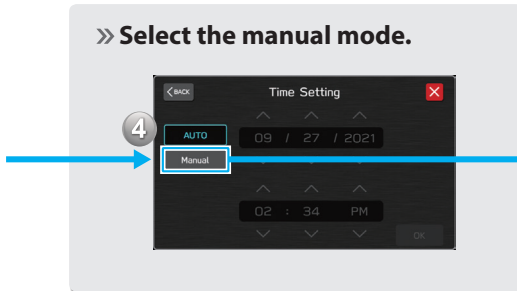 » Select the manual mode.
< BACK
Time Setting
4
AUTO
09 / 27 / 2021
Manual
02 : 34 PM
OK